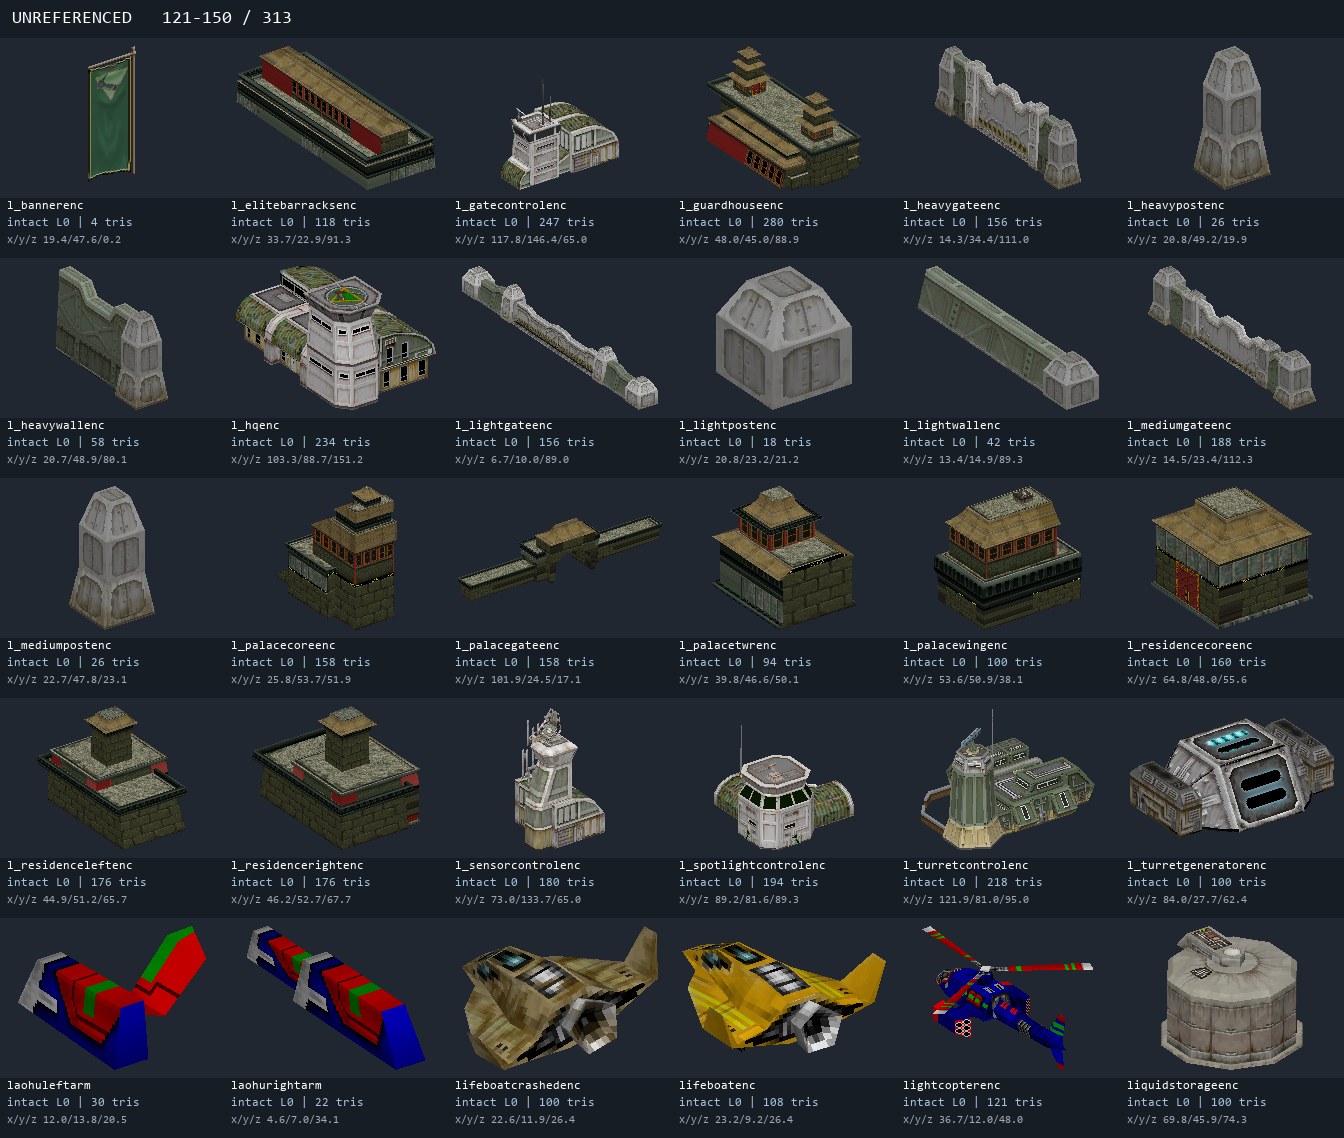 UNREFERENCED 121-150 / 313
l_bannerenc
intact L0 | 4 tris
x/y/z 19.4/47.6/0.2
l_elitebarracksenc
intact L0 | 118 tris
x/y/z 33.7/22.9/91.3
l_gatecontrolenc
intact L0 | 247 tris
x/y/z 117.8/146.4/65.0
l_guardhouseenc
intact L0 | 280 tris
x/y/z 48.0/45.0/88.9
l_heavygateenc
intact L0 | 156 tris
x/y/z 14.3/34.4/111.0
l_heavypostenc
intact L0 | 26 tris
x/y/z 20.8/49.2/19.9
l_heavywallenc
intact L0 | 58 tris
x/y/z 20.7/48.9/80.1
l_hqenc
intact L0 | 234 tris
x/y/z 103.3/88.7/151.2
l_lightgateenc
intact L0 | 156 tris
x/y/z 6.7/10.0/89.0
l_lightpostenc
intact L0 | 18 tris
x/y/z 20.8/23.2/21.2
l_lightwallenc
intact L0 | 42 tris
x/y/z 13.4/14.9/89.3
l_mediumgateenc
intact L0 | 188 tris
x/y/z 14.5/23.4/112.3
l_mediumpostenc
intact L0 | 26 tris
x/y/z 22.7/47.8/23.1
l_palacecoreenc
intact L0 | 158 tris
x/y/z 25.8/53.7/51.9
l_palacegateenc
intact L0 | 158 tris
x/y/z 101.9/24.5/17.1
l_palacetwrenc
intact L0 | 94 tris
x/y/z 39.8/46.6/50.1
l_palacewingenc
intact L0 | 100 tris
x/y/z 53.6/50.9/38.1
l_residencecoreenc
intact L0 | 160 tris
x/y/z 64.8/48.0/55.6
l_residenceleftenc
intact L0 | 176 tris
x/y/z 44.9/51.2/65.7
l_residencerightenc
intact L0 | 176 tris
x/y/z 46.2/52.7/67.7
l_sensorcontrolenc
intact L0 | 180 tris
x/y/z 73.0/133.7/65.0
l_spotlightcontrolenc
intact L0 | 194 tris
x/y/z 89.2/81.6/89.3
l_turretcontrolenc
intact L0 | 218 tris
x/y/z 121.9/81.0/95.0
l_turretgeneratorenc
intact L0 | 100 tris
x/y/z 84.0/27.7/62.4
laohuleftarm
intact L0 | 30 tris
x/y/z 12.0/13.8/20.5
laohurightarm
intact L0 | 22 tris
x/y/z 4.6/7.0/34.1
lifeboatcrashedenc
intact L0 | 100 tris
x/y/z 22.6/11.9/26.4
lifeboatenc
intact L0 | 108 tris
x/y/z 23.2/9.2/26.4
lightcopterenc
intact L0 | 121 tris
x/y/z 36.7/12.0/48.0
liquidstorageenc
intact L0 | 100 tris
x/y/z 69.8/45.9/74.3